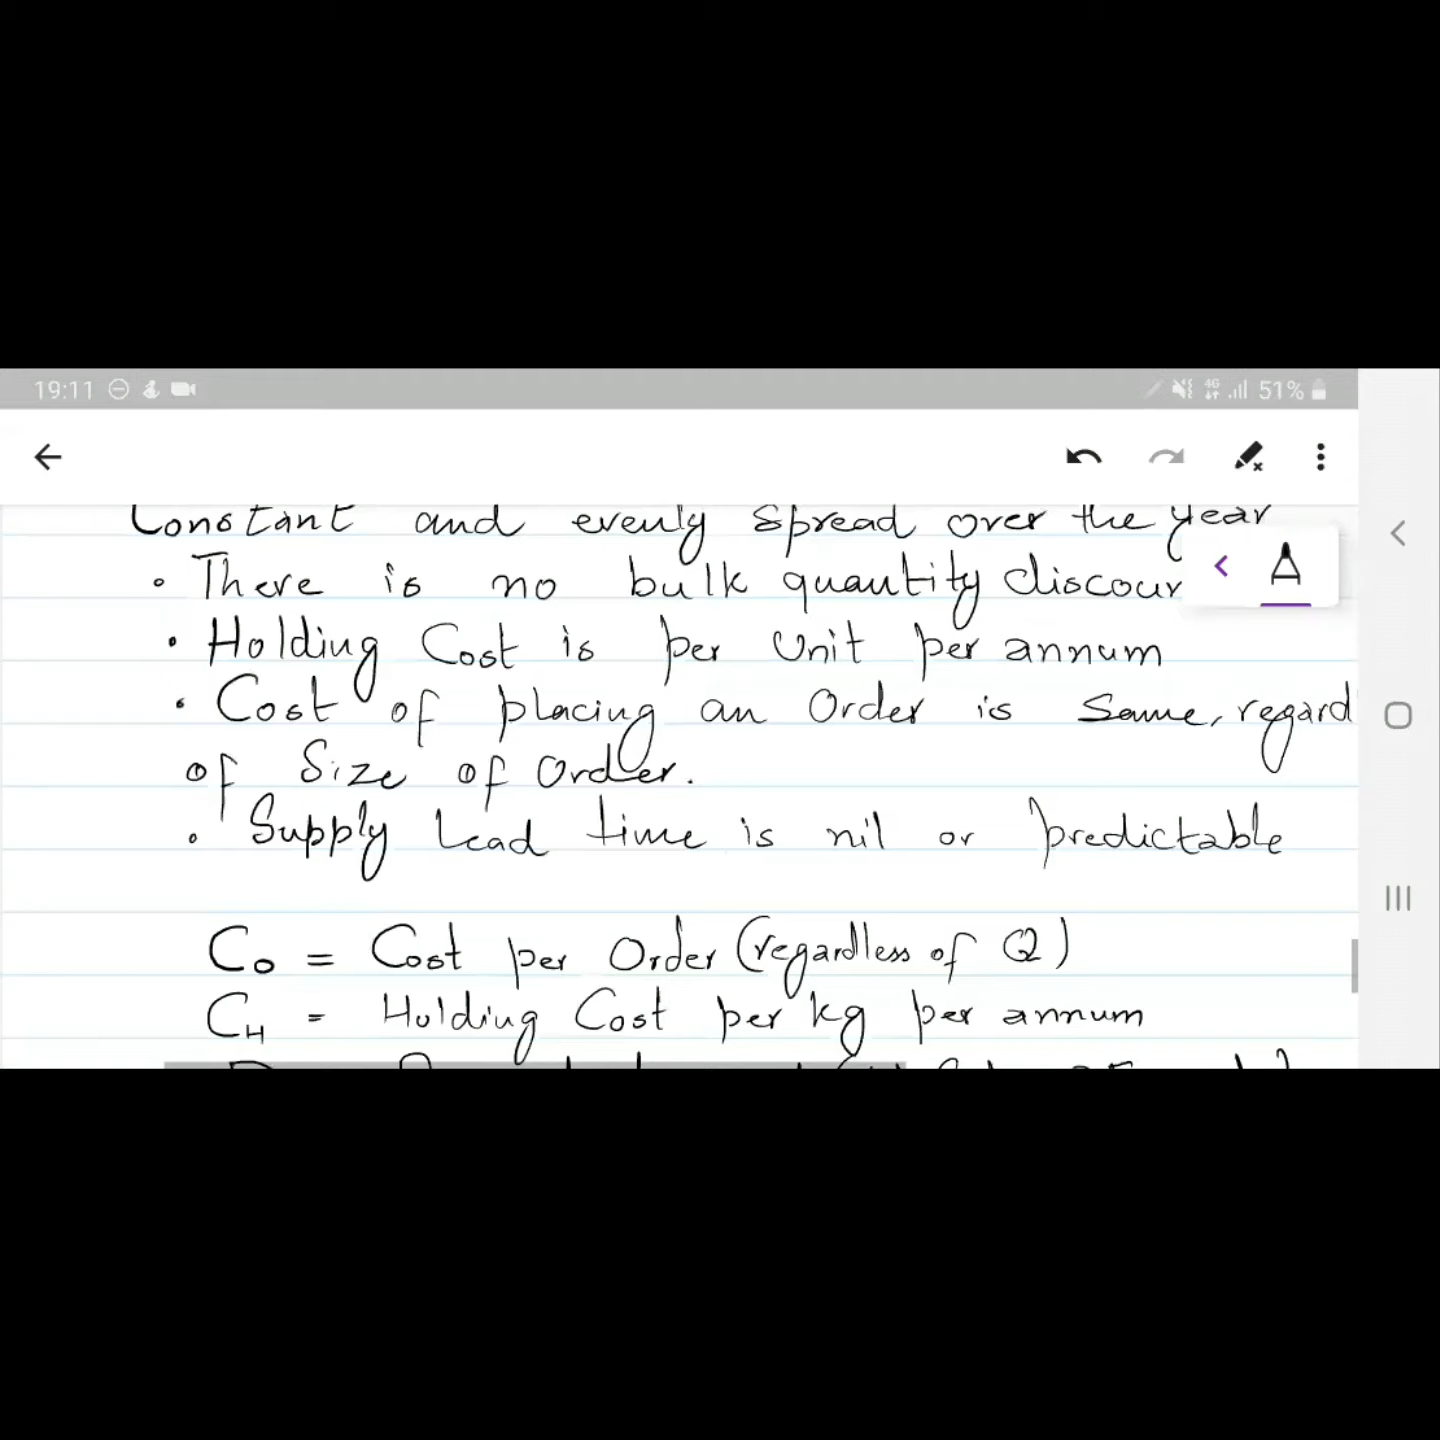 19:11 4G 51%
Constant and evenly spread over the year
• There is no bulk quantity discoun
• Holding Cost is per Unit per annum
• Cost of placing an Order is Same, regard
of Size of Order.
• Supply Lead time is nil or predictable
Co = Cost per Order (regardless of Q)
CH = Holding Cost per kg per annum